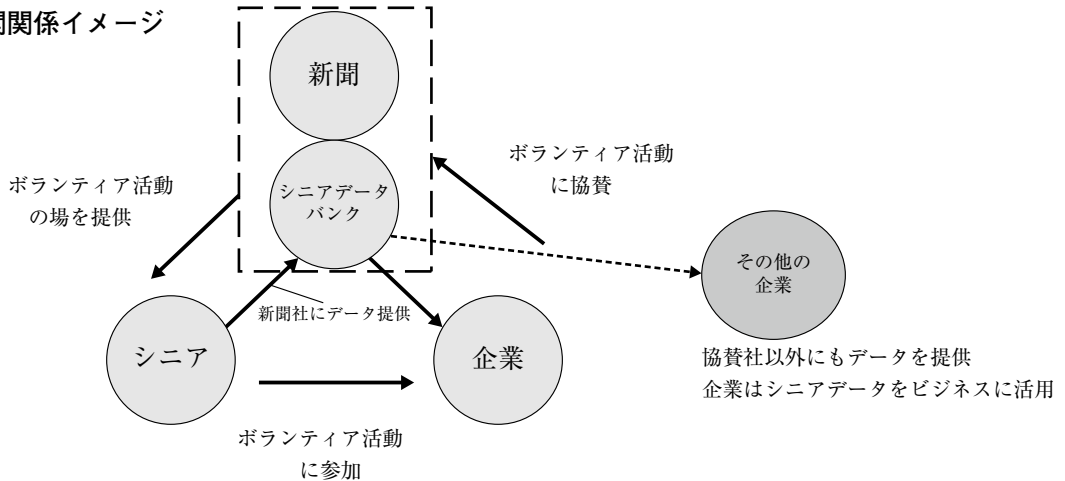 関係イメージ
新聞
シニアデータ
バンク
ボランティア活動
の場を提供
ボランティア活動
に協賛
その他の
企業
新聞社にデータ提供
シニア
企業
協賛社以外にもデータを提供
企業はシニアデータをビジネスに活用
ボランティア活動
に参加